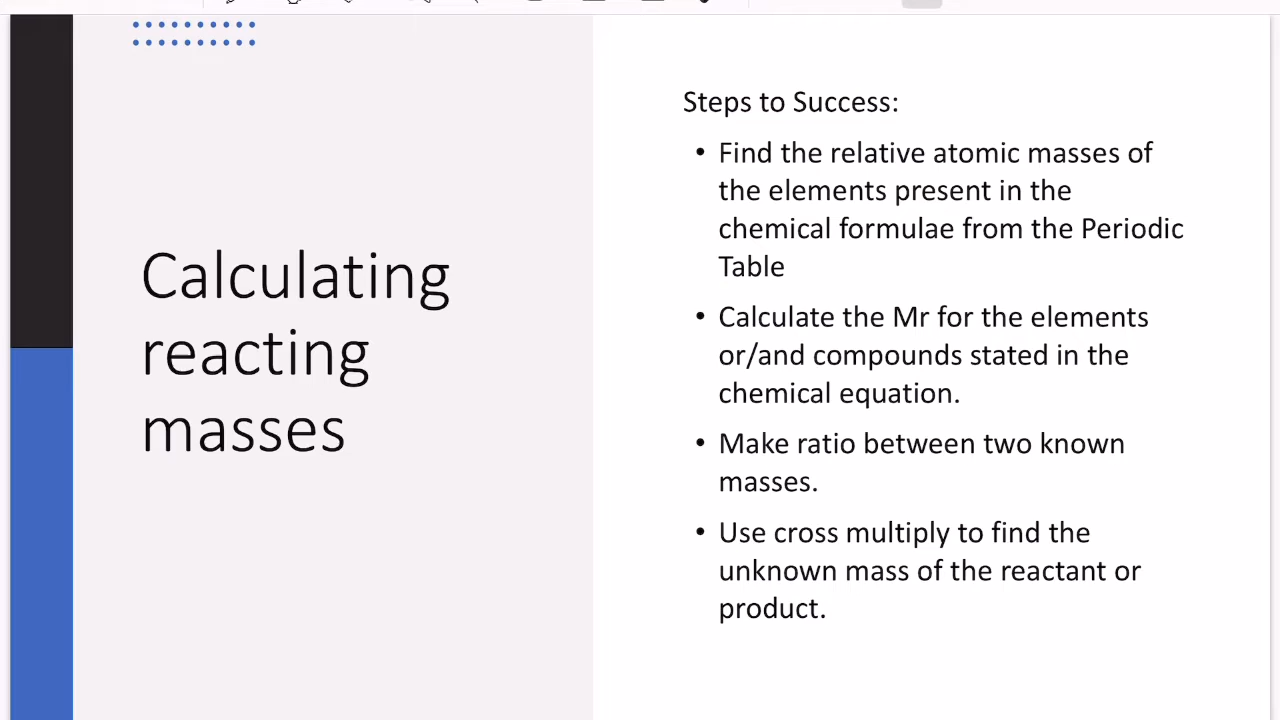 Calculating
reacting
masses
Steps to Success:
• Find the relative atomic masses of
the elements present in the
chemical formulae from the Periodic
Table
• Calculate the Mr for the elements
or/and compounds stated in the
chemical equation.
• Make ratio between two known
masses.
• Use cross multiply to find the
unknown mass of the reactant or
product.